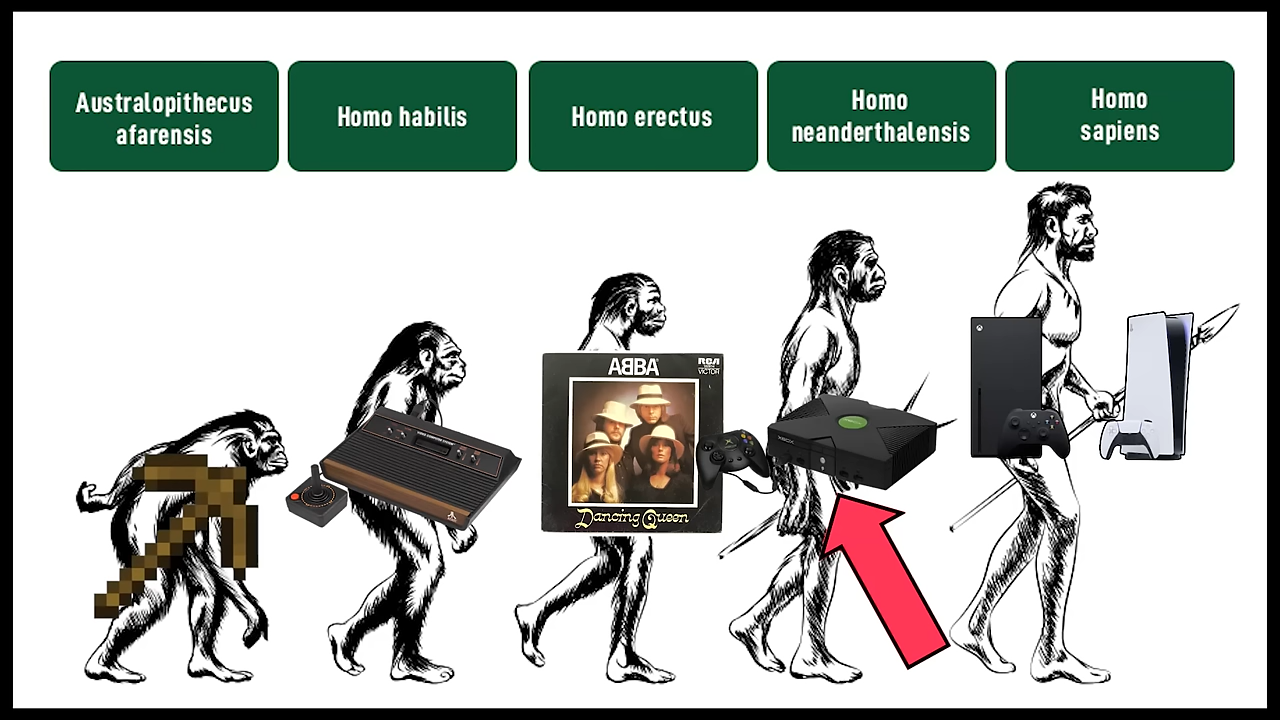 Australopithecus
afarensis
Homo habilis
Homo erectus
Homo
neanderthalensis
Homo
sapiens
ABBA
RCA
VICTOR
Dancing Queen
XBOX